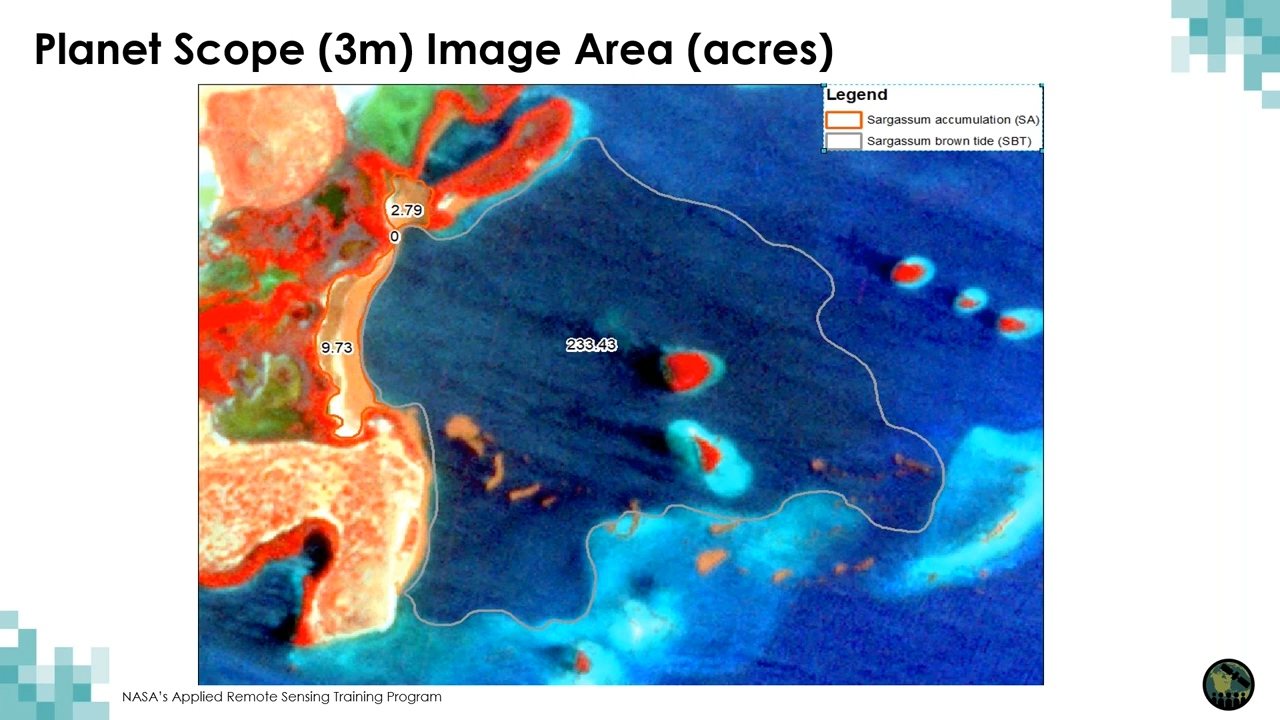 Planet Scope (3m) Image Area (acres)
Legend
Sargassum accumulation (SA)
Sargassum brown tide (SBT)
2.79
0
9.73
233.43
NASA's Applied Remote Sensing Training Program